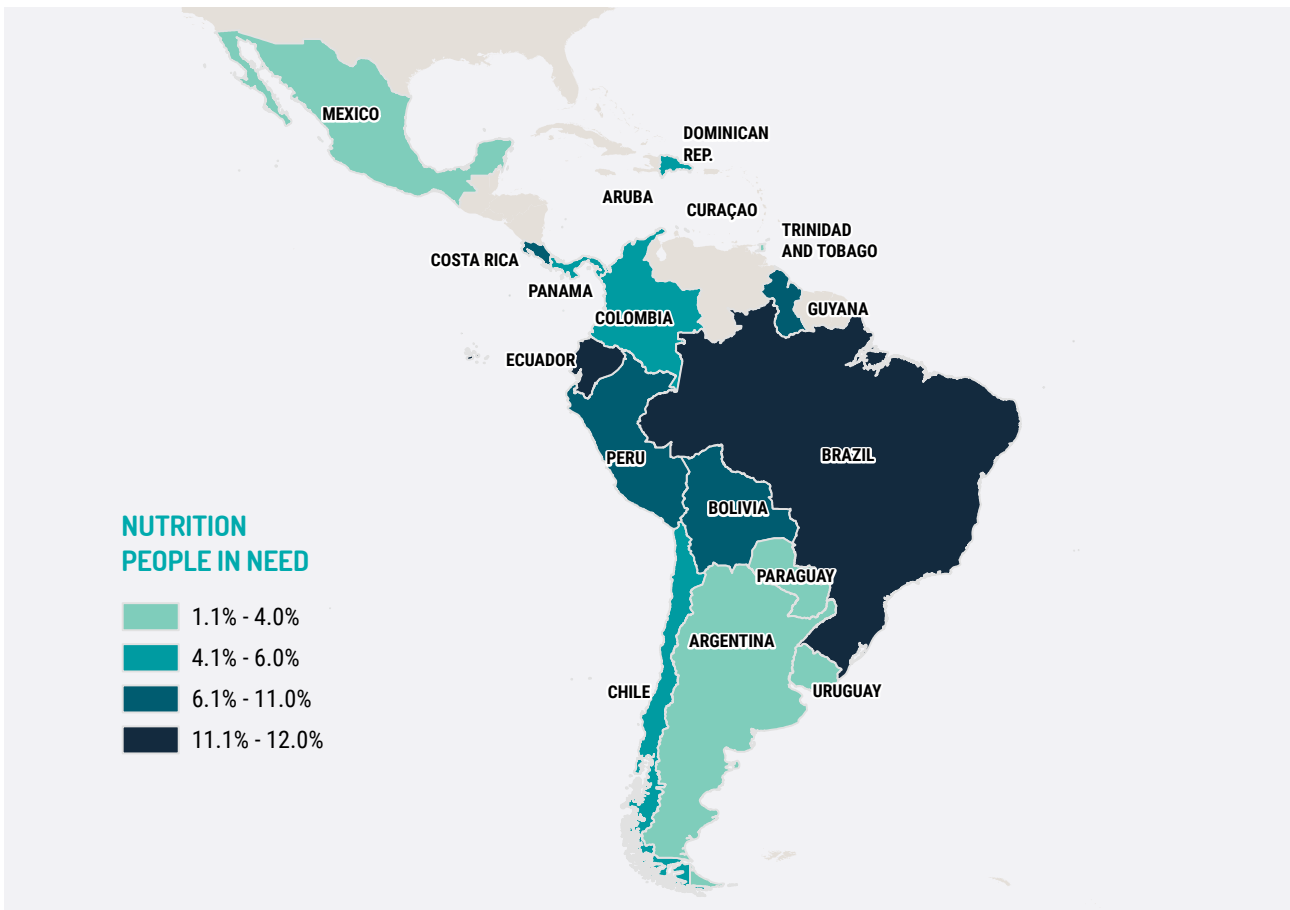 MEXICO
DOMINICAN
REP.
ARUBA
CURAÇAO
TRINIDAD
AND TOBAGO
COSTA RICA
PANAMA
GUYANA
COLOMBIA
ECUADOR
PERU
BRAZIL
BOLIVIA
PARAGUAY
ARGENTINA
CHILE
URUGUAY
NUTRITION
PEOPLE IN NEED
1.1% - 4.0%
4.1% - 6.0%
6.1% - 11.0%
11.1% - 12.0%